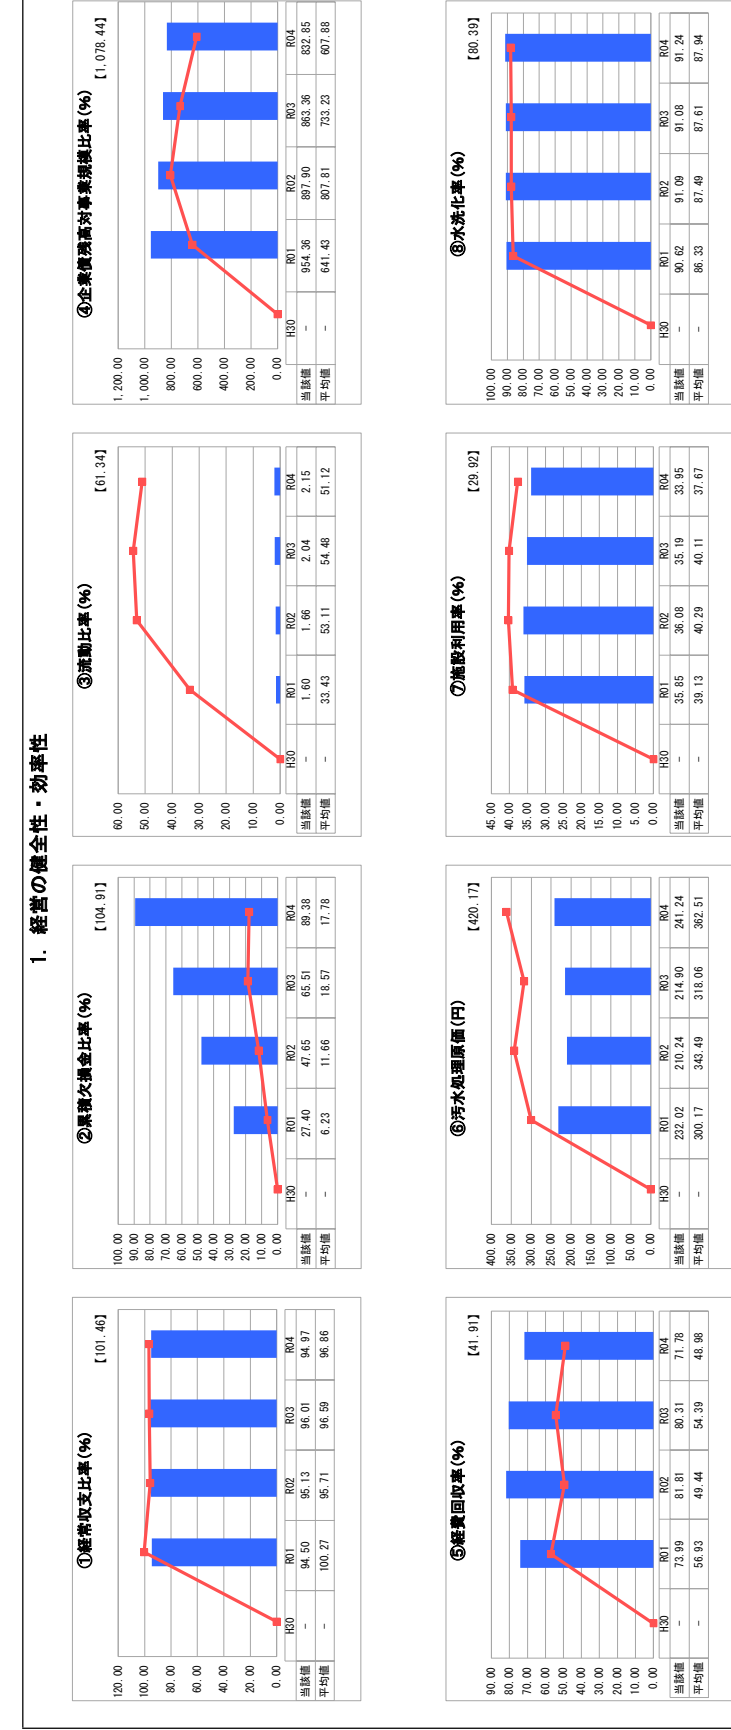 1. 経営の健全性・効率性
①経常収支比率(%)
【101.46】
120.00
100.00
80.00
60.00
40.00
20.00
0.00
H30 R01 R02 R03 R04
当該値 － 94.50 95.13 96.01 94.97
平均値 － 100.27 95.71 96.59 96.86
②累積欠損金比率(%)
【104.91】
100.00
90.00
80.00
70.00
60.00
50.00
40.00
30.00
20.00
10.00
0.00
H30 R01 R02 R03 R04
当該値 － 27.40 47.65 65.51 89.38
平均値 － 6.23 11.66 18.57 17.78
③流動比率(%)
【61.34】
60.00
50.00
40.00
30.00
20.00
10.00
0.00
H30 R01 R02 R03 R04
当該値 － 1.60 1.66 2.04 2.15
平均値 － 33.43 53.11 54.48 51.12
④企業債残高対事業規模比率(%)
【1,078.44】
1,200.00
1,000.00
800.00
600.00
400.00
200.00
0.00
H30 R01 R02 R03 R04
当該値 － 954.36 897.90 863.36 832.85
平均値 － 641.43 807.81 733.23 607.88
⑤経費回収率(%)
【41.91】
90.00
80.00
70.00
60.00
50.00
40.00
30.00
20.00
10.00
0.00
H30 R01 R02 R03 R04
当該値 － 73.99 81.81 80.31 71.78
平均値 － 56.93 49.44 54.39 48.98
⑥汚水処理原価(円)
【420.17】
400.00
350.00
300.00
250.00
200.00
150.00
100.00
50.00
0.00
H30 R01 R02 R03 R04
当該値 － 232.02 210.24 214.90 241.24
平均値 － 300.17 343.49 318.06 362.51
⑦施設利用率(%)
【29.92】
45.00
40.00
35.00
30.00
25.00
20.00
15.00
10.00
5.00
0.00
H30 R01 R02 R03 R04
当該値 － 35.85 36.08 35.19 33.95
平均値 － 39.13 40.29 40.11 37.67
⑧水洗化率(%)
【80.39】
100.00
90.00
80.00
70.00
60.00
50.00
40.00
30.00
20.00
10.00
0.00
H30 R01 R02 R03 R04
当該値 － 90.62 91.09 91.08 91.24
平均値 － 86.33 87.49 87.61 87.94